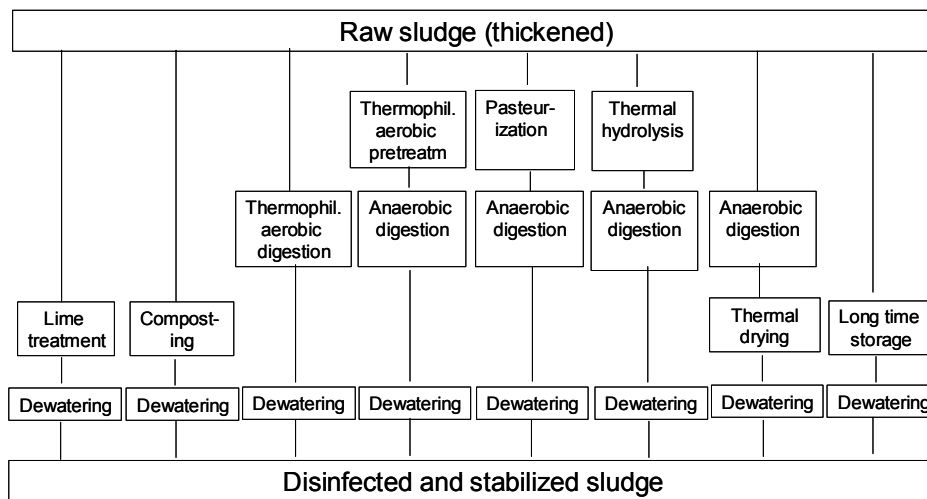 Raw sludge (thickened)
Thermophil.
aerobic
pretreatm
Pasteur-
ization
Thermal
hydrolysis
Thermophil.
aerobic
digestion
Anaerobic
digestion
Anaerobic
digestion
Anaerobic
digestion
Anaerobic
digestion
Lime
treatment
Compost-
ing
Thermal
drying
Long time
storage
Dewatering
Dewatering
Dewatering
Dewatering
Dewatering
Dewatering
Dewatering
Dewatering
Disinfected and stabilized sludge